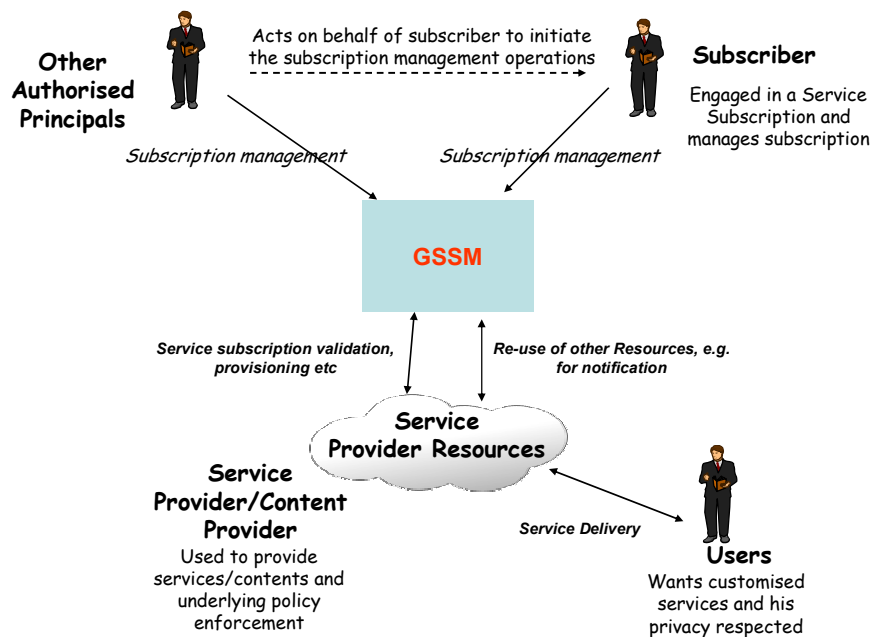 Other
Authorised
Principals
Acts on behalf of subscriber to initiate
the subscription management operations
Subscriber
Engaged in a Service
Subscription and
manages subscription
Subscription management
Subscription management
GSSM
Service subscription validation,
provisioning etc
Re-use of other Resources, e.g.
for notification
Service
Provider Resources
Service
Provider/Content
Provider
Used to provide
services/contents and
underlying policy
enforcement
Service Delivery
Users
Wants customised
services and his
privacy respected